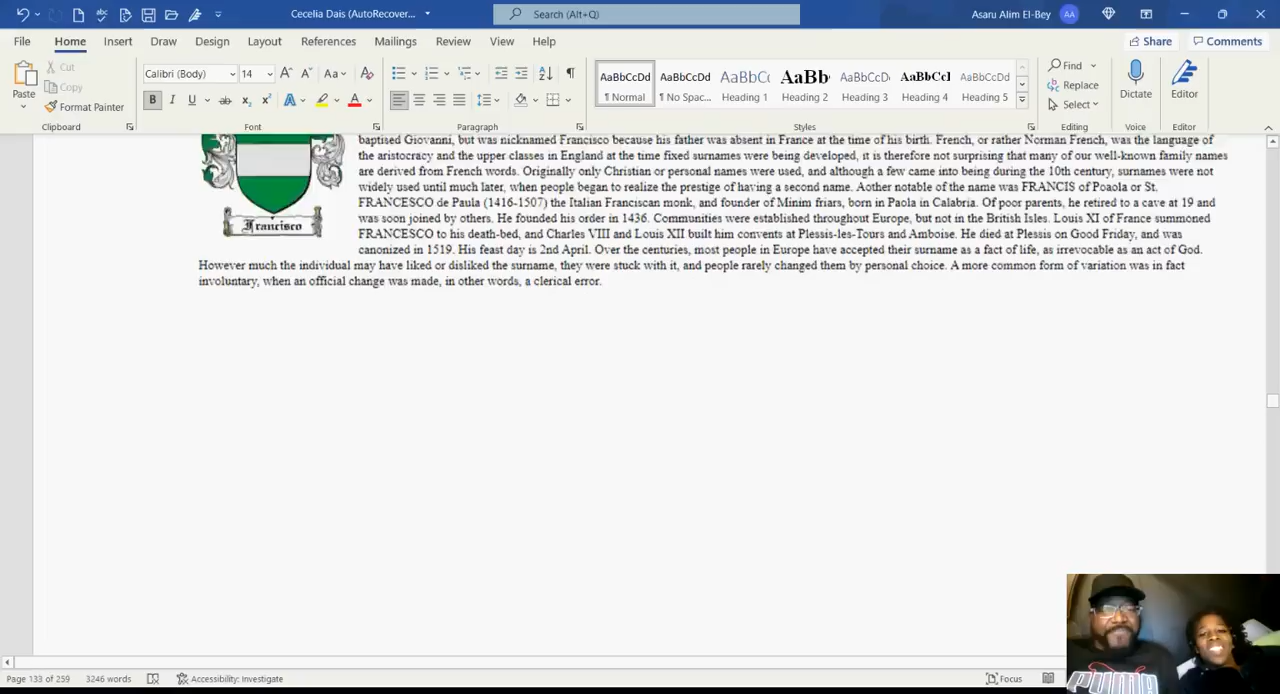 Cecelia Dais (AutoRecover...
Search (Alt+Q)
Asaru Alim El-Bey
AA
File Home Insert Draw Design Layout References Mailings Review View Help
Share Comments
Paste
Cut
Copy
Format Painter
Clipboard
Calibri (Body) 14
Font
Paragraph
AaBbCcDd AaBbCcDd AaBbCc AaBb AaBbCcD AaBbCcI AaBbCcDd
¶ Normal ¶ No Spac... Heading 1 Heading 2 Heading 3 Heading 4 Heading 5
Styles
Find
Replace
Select
Editing
Dictate
Voice
Editor
Editor
baptised Giovanni, but was nicknamed Francisco because his father was absent in France at the time of his birth. French, or rather Norman French, was the language of
the aristocracy and the upper classes in England at the time fixed surnames were being developed, it is therefore not surprising that many of our well-known family names
are derived from French words. Originally only Christian or personal names were used, and although a few came into being during the 10th century, surnames were not
widely used until much later, when people began to realize the prestige of having a second name. Aother notable of the name was FRANCIS of Poaola or St.
FRANCESCO de Paula (1416-1507) the Italian Franciscan monk, and founder of Minim friars, born in Paola in Calabria. Of poor parents, he retired to a cave at 19 and
was soon joined by others. He founded his order in 1436. Communities were established throughout Europe, but not in the British Isles. Louis XI of France summoned
FRANCESCO to his death-bed, and Charles VIII and Louis XII built him convents at Plessis-les-Tours and Amboise. He died at Plessis on Good Friday, and was
canonized in 1519. His feast day is 2nd April. Over the centuries, most people in Europe have accepted their surname as a fact of life, as irrevocable as an act of God.
However much the individual may have liked or disliked the surname, they were stuck with it, and people rarely changed them by personal choice. A more common form of variation was in fact
involuntary, when an official change was made, in other words, a clerical error.
Francisco
PUMA
Page 133 of 259 3246 words Accessibility: Investigate
Focus